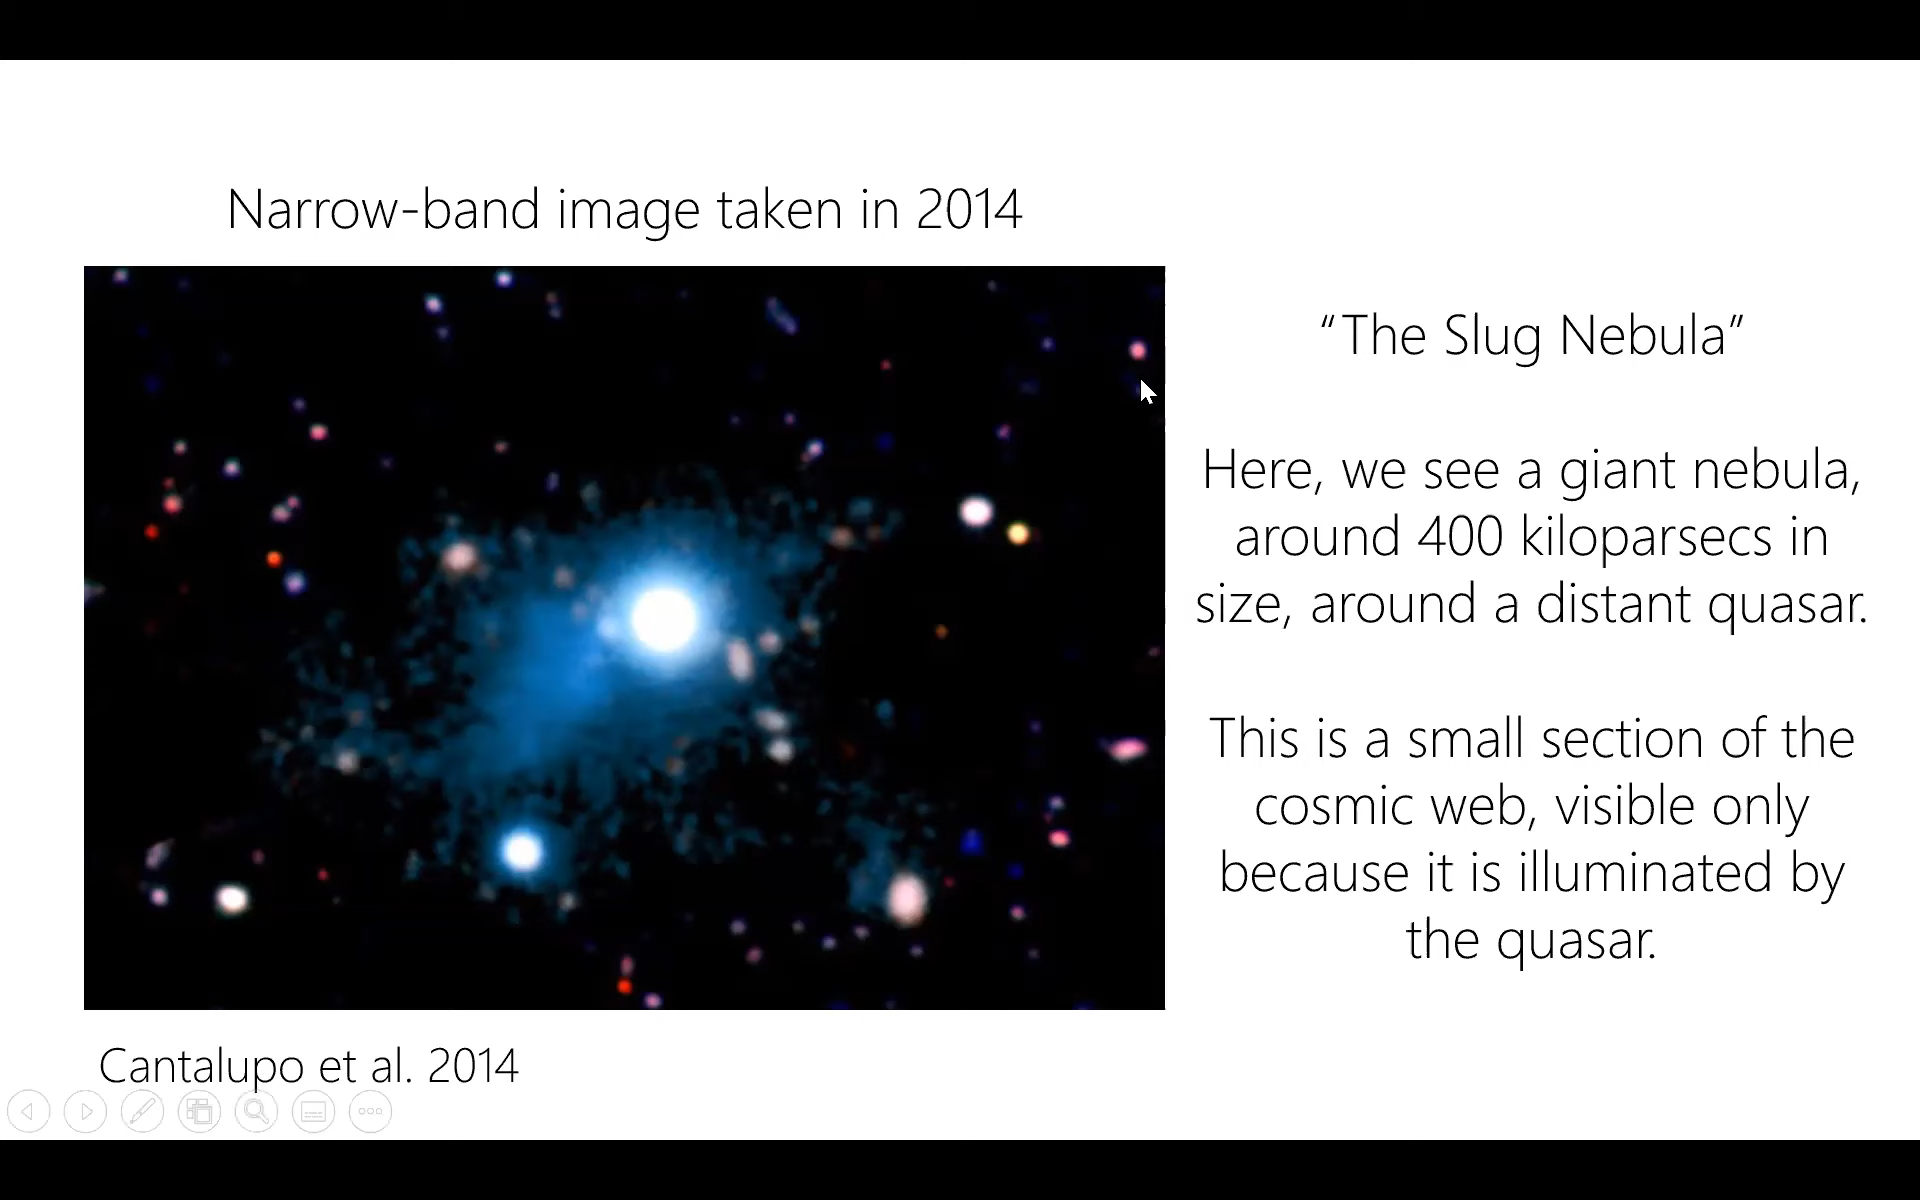 Narrow-band image taken in 2014
“The Slug Nebula”
Here, we see a giant nebula,
around 400 kiloparsecs in
size, around a distant quasar.
This is a small section of the
cosmic web, visible only
because it is illuminated by
the quasar.
Cantalupo et al. 2014